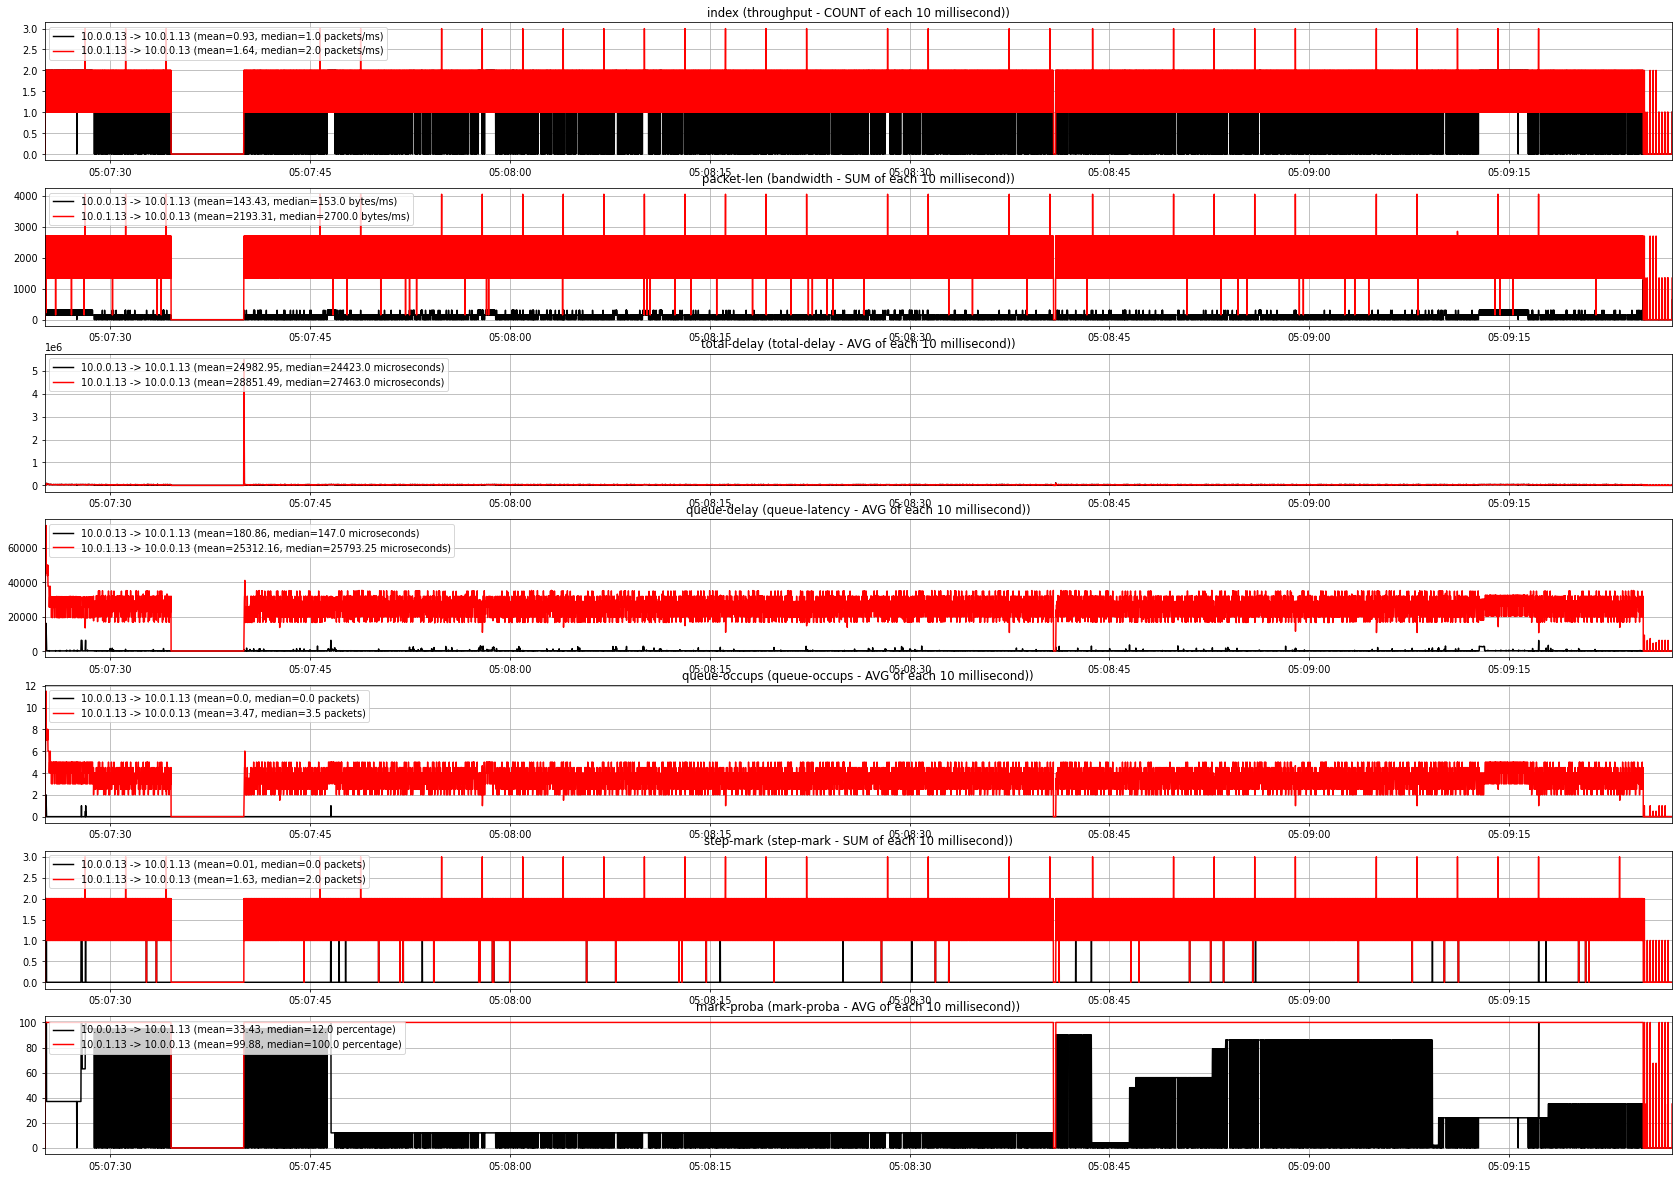 index (throughput - COUNT of each 10 millisecond))
10.0.0.13 -> 10.0.1.13 (mean=0.93, median=1.0 packets/ms)
10.0.1.13 -> 10.0.0.13 (mean=1.64, median=2.0 packets/ms)
3.0
2.5
2.0
1.5
1.0
0.5
0.0
05:07:30 05:07:45 05:08:00 05:08:15 05:08:30 05:08:45 05:09:00 05:09:15
packet-len (bandwidth - SUM of each 10 millisecond))
10.0.0.13 -> 10.0.1.13 (mean=143.43, median=153.0 bytes/ms)
10.0.1.13 -> 10.0.0.13 (mean=2193.31, median=2700.0 bytes/ms)
4000
3000
2000
1000
0
05:07:30 05:07:45 05:08:00 05:08:15 05:08:30 05:08:45 05:09:00 05:09:15
total-delay (total-delay - AVG of each 10 millisecond))
1e6
10.0.0.13 -> 10.0.1.13 (mean=24982.95, median=24423.0 microseconds)
10.0.1.13 -> 10.0.0.13 (mean=28851.49, median=27463.0 microseconds)
5
4
3
2
1
0
05:07:30 05:07:45 05:08:00 05:08:15 05:08:30 05:08:45 05:09:00 05:09:15
queue-delay (queue-latency - AVG of each 10 millisecond))
10.0.0.13 -> 10.0.1.13 (mean=180.86, median=147.0 microseconds)
10.0.1.13 -> 10.0.0.13 (mean=25312.16, median=25793.25 microseconds)
60000
40000
20000
0
05:07:30 05:07:45 05:08:00 05:08:15 05:08:30 05:08:45 05:09:00 05:09:15
queue-occups (queue-occups - AVG of each 10 millisecond))
10.0.0.13 -> 10.0.1.13 (mean=0.0, median=0.0 packets)
10.0.1.13 -> 10.0.0.13 (mean=3.47, median=3.5 packets)
12
10
8
6
4
2
0
05:07:30 05:07:45 05:08:00 05:08:15 05:08:30 05:08:45 05:09:00 05:09:15
step-mark (step-mark - SUM of each 10 millisecond))
10.0.0.13 -> 10.0.1.13 (mean=0.01, median=0.0 packets)
10.0.1.13 -> 10.0.0.13 (mean=1.63, median=2.0 packets)
3.0
2.5
2.0
1.5
1.0
0.5
0.0
05:07:30 05:07:45 05:08:00 05:08:15 05:08:30 05:08:45 05:09:00 05:09:15
mark-proba (mark-proba - AVG of each 10 millisecond))
10.0.0.13 -> 10.0.1.13 (mean=33.43, median=12.0 percentage)
10.0.1.13 -> 10.0.0.13 (mean=99.88, median=100.0 percentage)
100
80
60
40
20
0
05:07:30 05:07:45 05:08:00 05:08:15 05:08:30 05:08:45 05:09:00 05:09:15